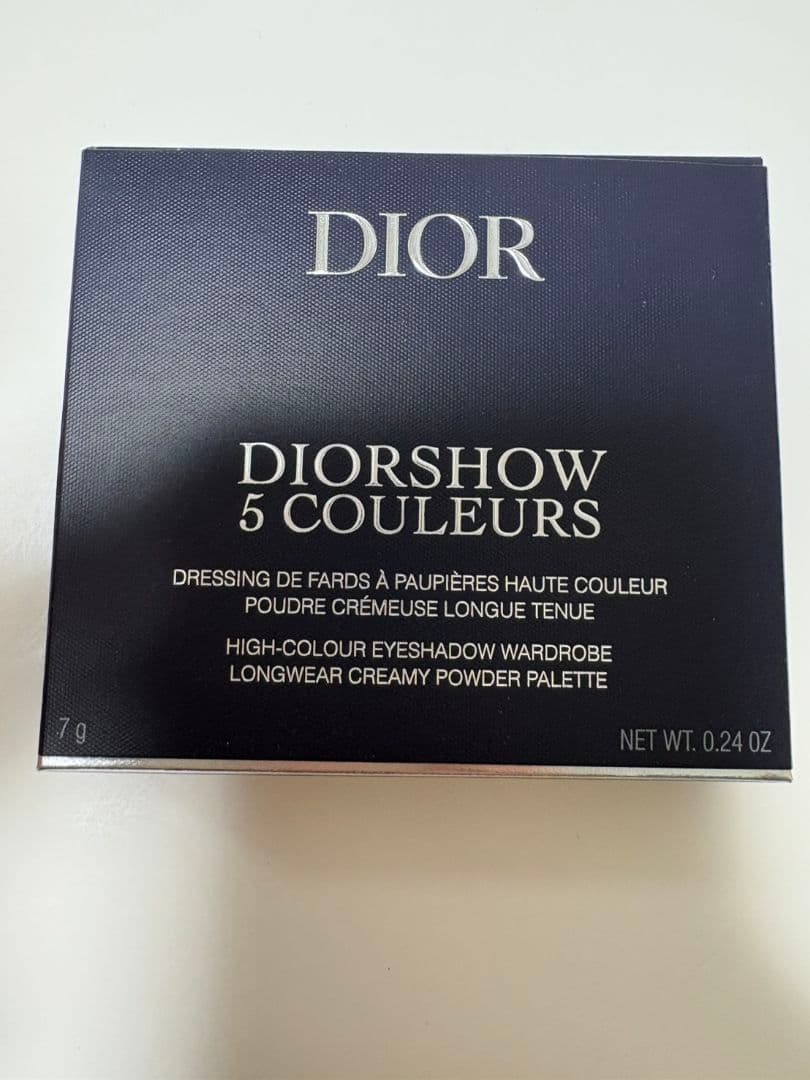 DIOR
DIORSHOW
5 COULEURS
DRESSING DE FARDS À PAUPIÈRES HAUTE COULEUR
POUDRE CRÉMEUSE LONGUE TENUE
HIGH-COLOUR EYESHADOW WARDROBE
LONGWEAR CREAMY POWDER PALETTE
7 g
NET WT. 0.24 OZ